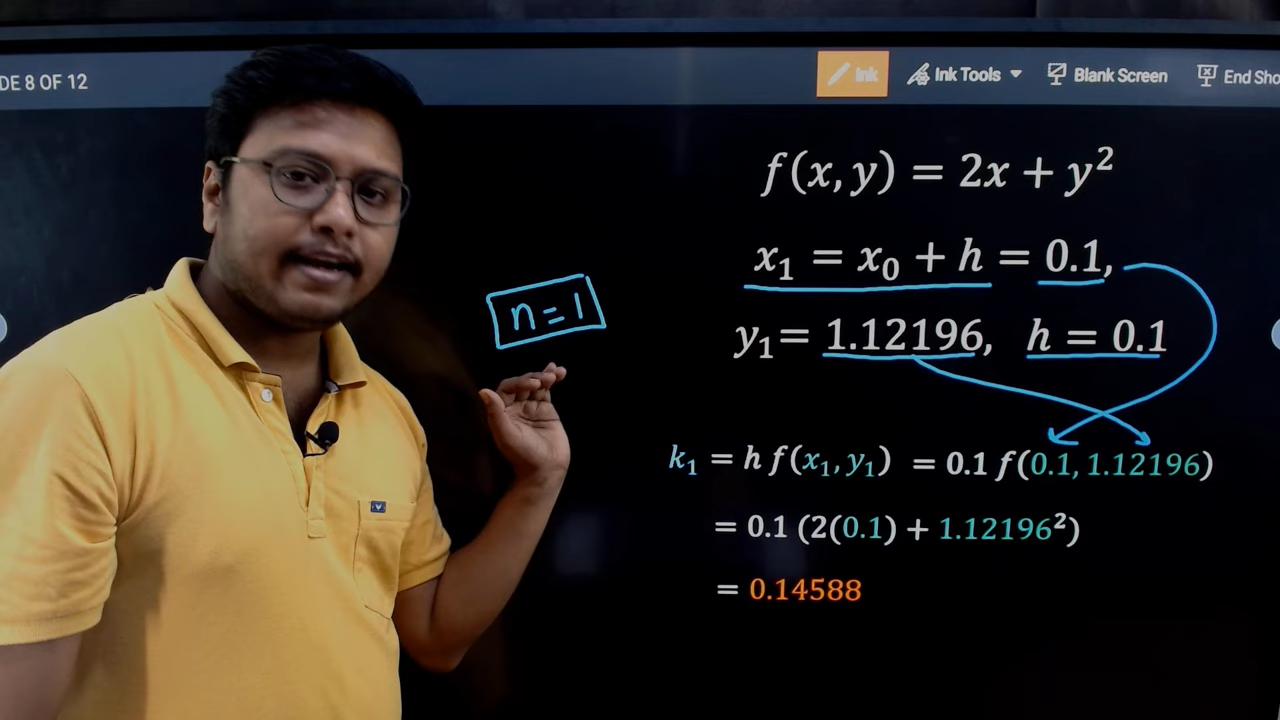 DE 8 OF 12
Ink Ink Tools Blank Screen End Sho
f(x, y) = 2x + y²
x₁ = x₀ + h = 0.1,
n = 1
y₁= 1.12196, h = 0.1
k₁ = h f(x₁, y₁) = 0.1 f(0.1, 1.12196)
= 0.1 (2(0.1) + 1.12196²)
= 0.14588